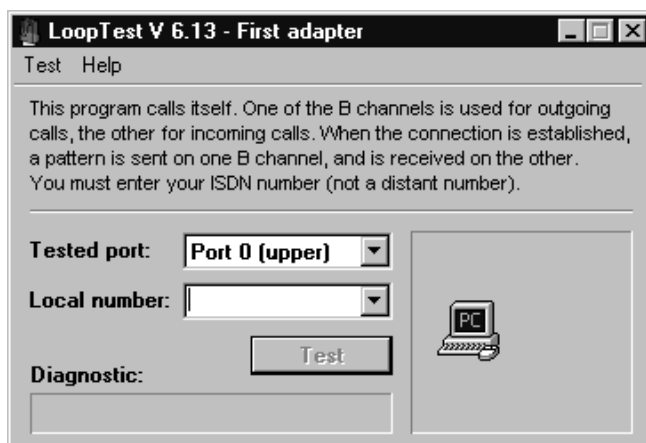 LoopTest V 6.13 - First adapter
Test Help
This program calls itself. One of the B channels is used for outgoing
calls, the other for incoming calls. When the connection is established,
a pattern is sent on one B channel, and is received on the other.
You must enter your ISDN number (not a distant number).
Tested port: Port 0 (upper)
Local number:
PC
Test
Diagnostic: